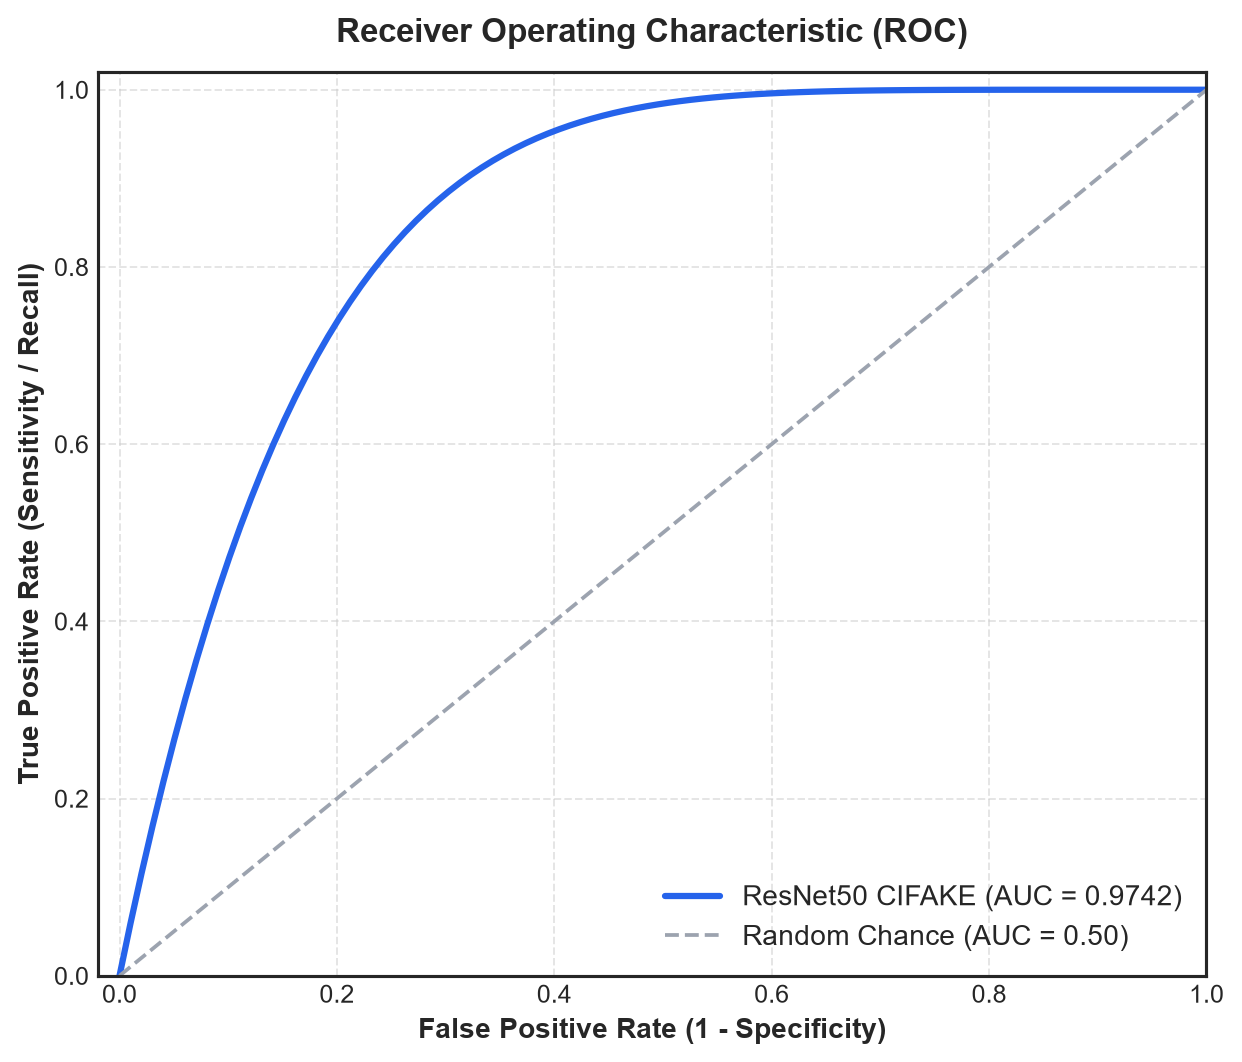 Receiver Operating Characteristic (ROC)
True Positive Rate (Sensitivity / Recall)
1.0
0.8
0.6
0.4
0.2
0.0
ResNet50 CIFAKE (AUC = 0.9742)
Random Chance (AUC = 0.50)
0.0 0.2 0.4 0.6 0.8 1.0
False Positive Rate (1 - Specificity)